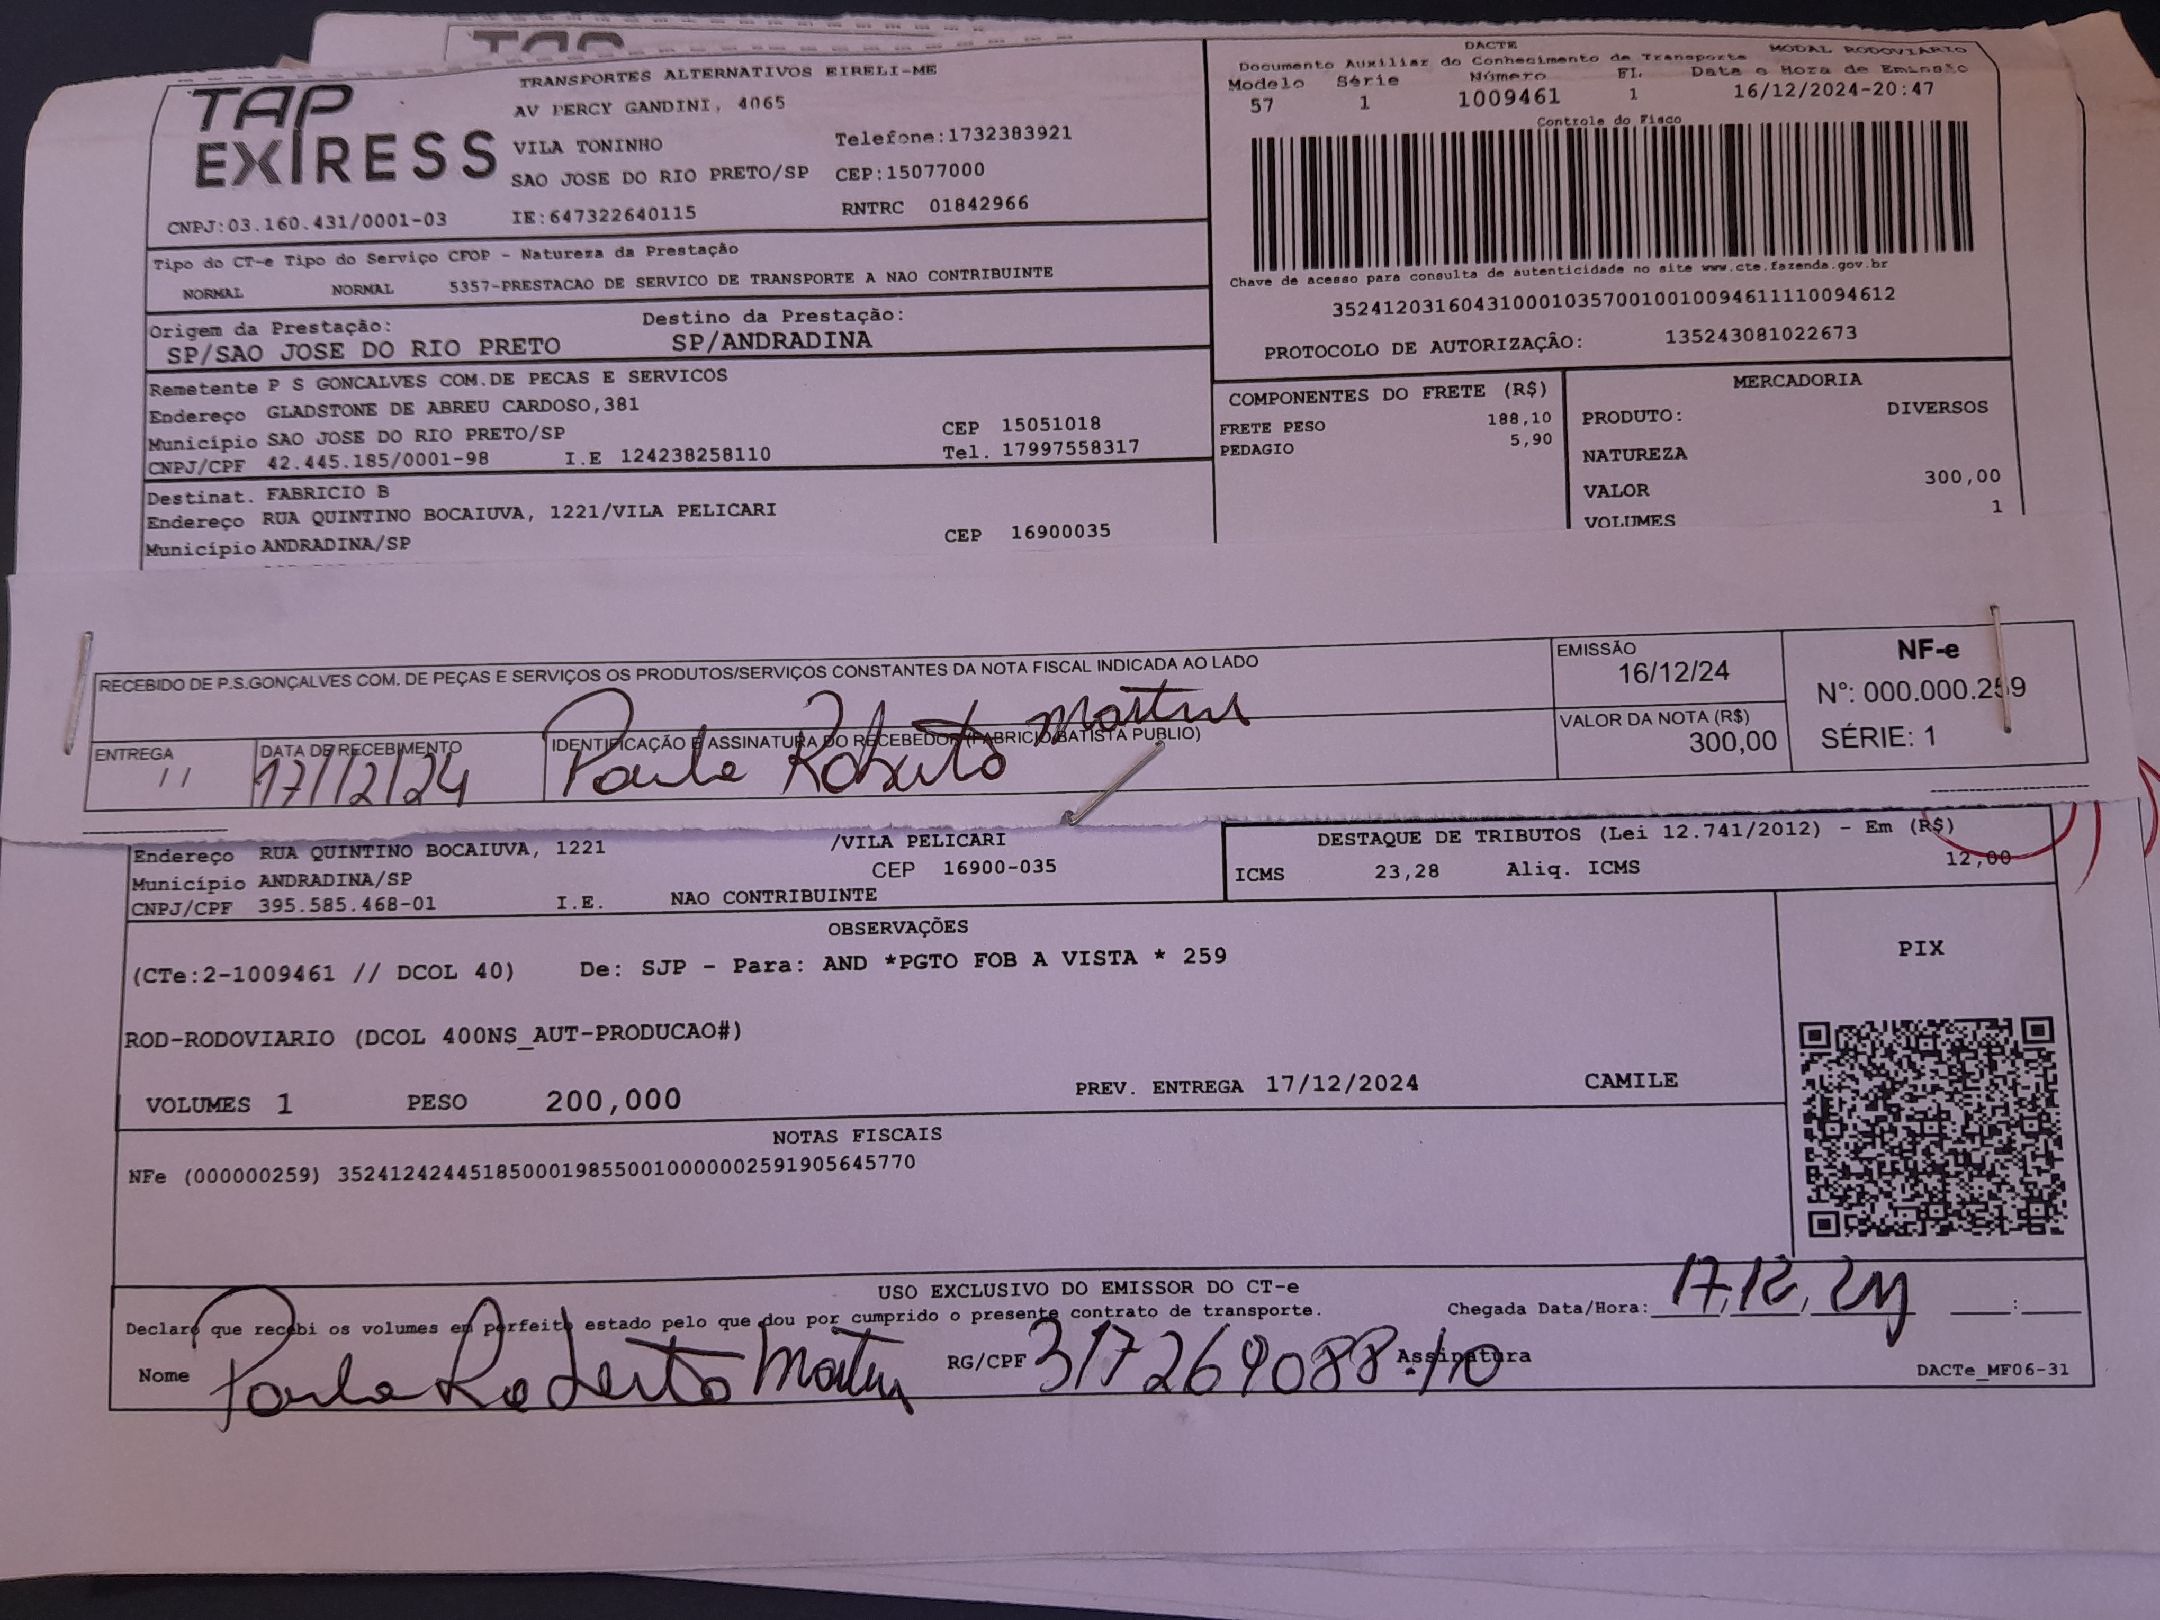 TAP
TAP
EXPRESS
TRANSPORTES ALTERNATIVOS EIRELI-ME
AV PERCY GANDINI, 4065
VILA TONINHO Telefone:1732383921
SAO JOSE DO RIO PRETO/SP CEP:15077000
CNPJ:03.160.431/0001-03 IE:647322640115 RNTRC 01842966
DACTE MODAL RODOVIARIO
Documento Auxiliar do Conhecimento de Transporte
Modelo Série Número Fl. Data e Hora de Emissão
57 1 1009461 1 16/12/2024-20:47
Controle do Fisco
Chave de acesso para consulta de autenticidade no site www.cte.fazenda.gov.br
35241203160431000103570010010094611110094612
PROTOCOLO DE AUTORIZAÇÃO: 135243081022673
Tipo do CT-e Tipo do Serviço CFOP - Natureza da Prestação
NORMAL NORMAL 5357-PRESTACAO DE SERVICO DE TRANSPORTE A NAO CONTRIBUINTE
Origem da Prestação: Destino da Prestação:
SP/SAO JOSE DO RIO PRETO SP/ANDRADINA
Remetente P S GONCALVES COM.DE PECAS E SERVICOS
Endereço GLADSTONE DE ABREU CARDOSO,381
Município SAO JOSE DO RIO PRETO/SP CEP 15051018
CNPJ/CPF 42.445.185/0001-98 I.E 124238258110 Tel. 17997558317
COMPONENTES DO FRETE (R$)
FRETE PESO 188,10
PEDAGIO 5,90
MERCADORIA
PRODUTO: DIVERSOS
NATUREZA
VALOR 300,00
VOLUMES 1
Destinat. FABRICIO B
Endereço RUA QUINTINO BOCAIUVA, 1221/VILA PELICARI
Município ANDRADINA/SP CEP 16900035
RECEBIDO DE P.S.GONÇALVES COM. DE PEÇAS E SERVIÇOS OS PRODUTOS/SERVIÇOS CONSTANTES DA NOTA FISCAL INDICADA AO LADO
EMISSÃO
16/12/24
NF-e
Nº: 000.000.259
SÉRIE: 1
VALOR DA NOTA (R$)
300,00
ENTREGA
/ /
DATA DE RECEBIMENTO
17/12/24
IDENTIFICAÇÃO E ASSINATURA DO RECEBEDOR (FABRICIO BATISTA PUBLIO)
Paulo Roberto Martins
Endereço RUA QUINTINO BOCAIUVA, 1221 /VILA PELICARI
Município ANDRADINA/SP CEP 16900-035
CNPJ/CPF 395.585.468-01 I.E. NAO CONTRIBUINTE
DESTAQUE DE TRIBUTOS (Lei 12.741/2012) - Em (R$)
ICMS 23,28 Aliq. ICMS 12,00
OBSERVAÇÕES
(CTe:2-1009461 // DCOL 40) De: SJP - Para: AND *PGTO FOB A VISTA * 259
PIX
ROD-RODOVIARIO (DCOL 400NS_AUT-PRODUCAO#)
VOLUMES 1 PESO 200,000 PREV. ENTREGA 17/12/2024 CAMILE
NOTAS FISCAIS
NFe (000000259) 35241242445185000198550010000002591905645770
USO EXCLUSIVO DO EMISSOR DO CT-e
Declaro que recebi os volumes em perfeito estado pelo que dou por cumprido o presente contrato de transporte. Chegada Data/Hora: 17, 12, 24 :
Nome Paulo Roberto Martins RG/CPF 317269088-10 Assinatura
DACTe_MF06-31